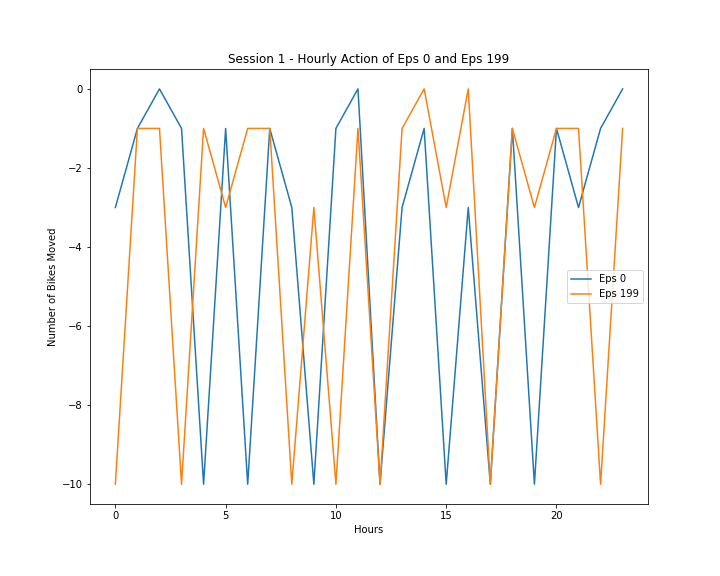 Session 1 - Hourly Action of Eps 0 and Eps 199
Number of Bikes Moved
0
−2
−4
−6
−8
−10
Eps 0
Eps 199
0 5 10 15 20
Hours